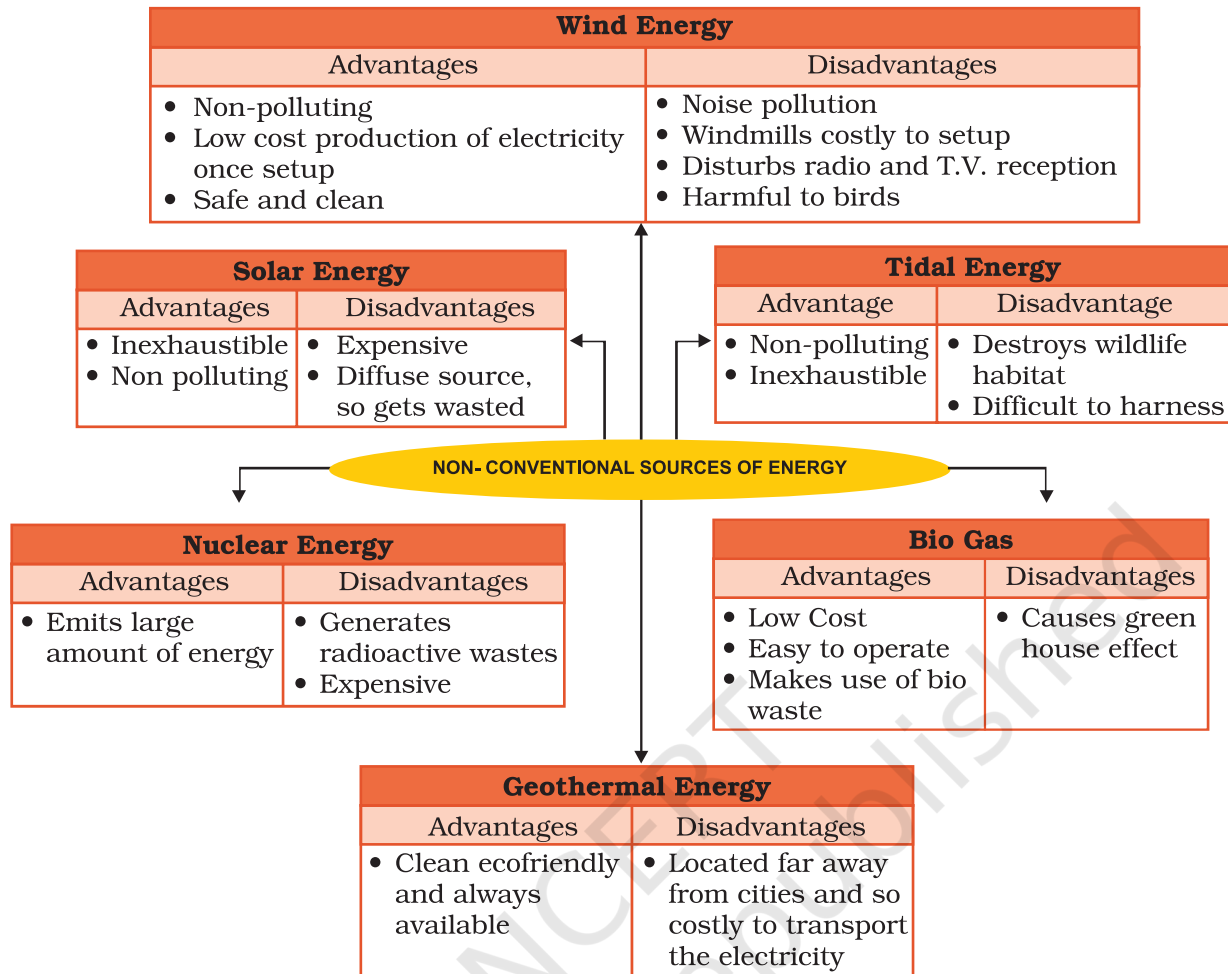 Wind Energy
Advantages
Disadvantages
• Non-polluting
• Low cost production of electricity
once setup
• Safe and clean
• Noise pollution
• Windmills costly to setup
• Disturbs radio and T.V. reception
• Harmful to birds
Solar Energy
Advantages
Disadvantages
• Inexhaustible
• Non polluting
• Expensive
• Diffuse source,
so gets wasted
Tidal Energy
Advantage
Disadvantage
• Non-polluting
• Inexhaustible
• Destroys wildlife
habitat
• Difficult to harness
NON- CONVENTIONAL SOURCES OF ENERGY
Nuclear Energy
Advantages
Disadvantages
• Emits large
amount of energy
• Generates
radioactive wastes
• Expensive
Bio Gas
Advantages
Disadvantages
• Low Cost
• Easy to operate
• Makes use of bio
waste
• Causes green
house effect
Geothermal Energy
Advantages
Disadvantages
• Clean ecofriendly
and always
available
• Located far away
from cities and so
costly to transport
the electricity
NCERT